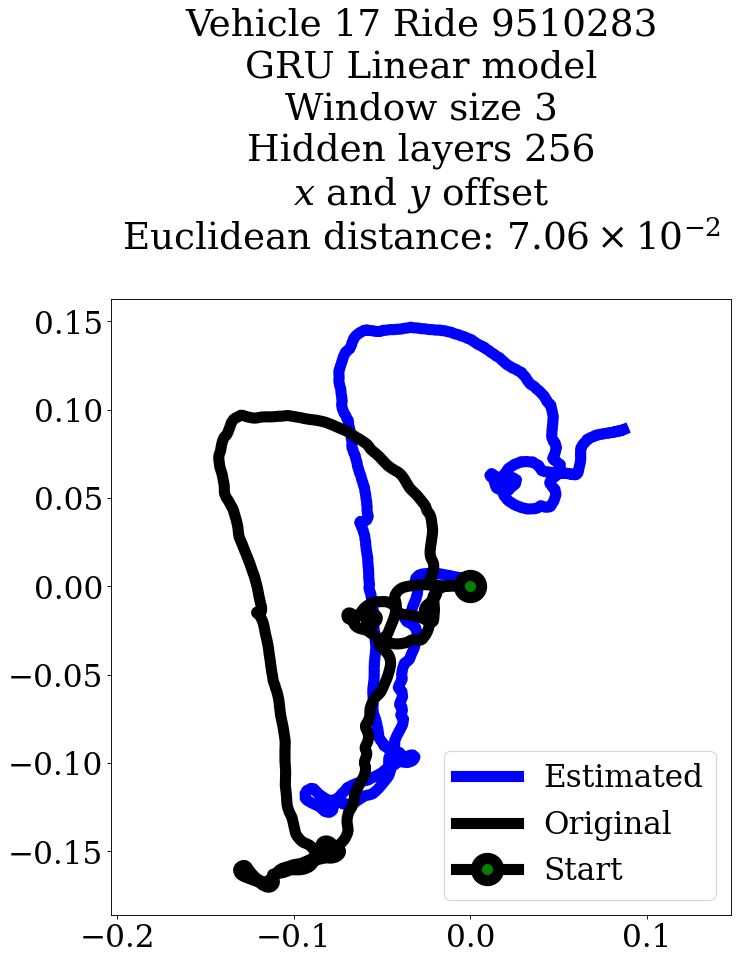 Vehicle 17 Ride 9510283
GRU Linear model
Window size 3
Hidden layers 256
x and y offset
Euclidean distance: 7.06 × 10⁻²
0.15
0.10
0.05
0.00
−0.05
−0.10
−0.15
Estimated
Original
Start
−0.2
−0.1
0.0
0.1